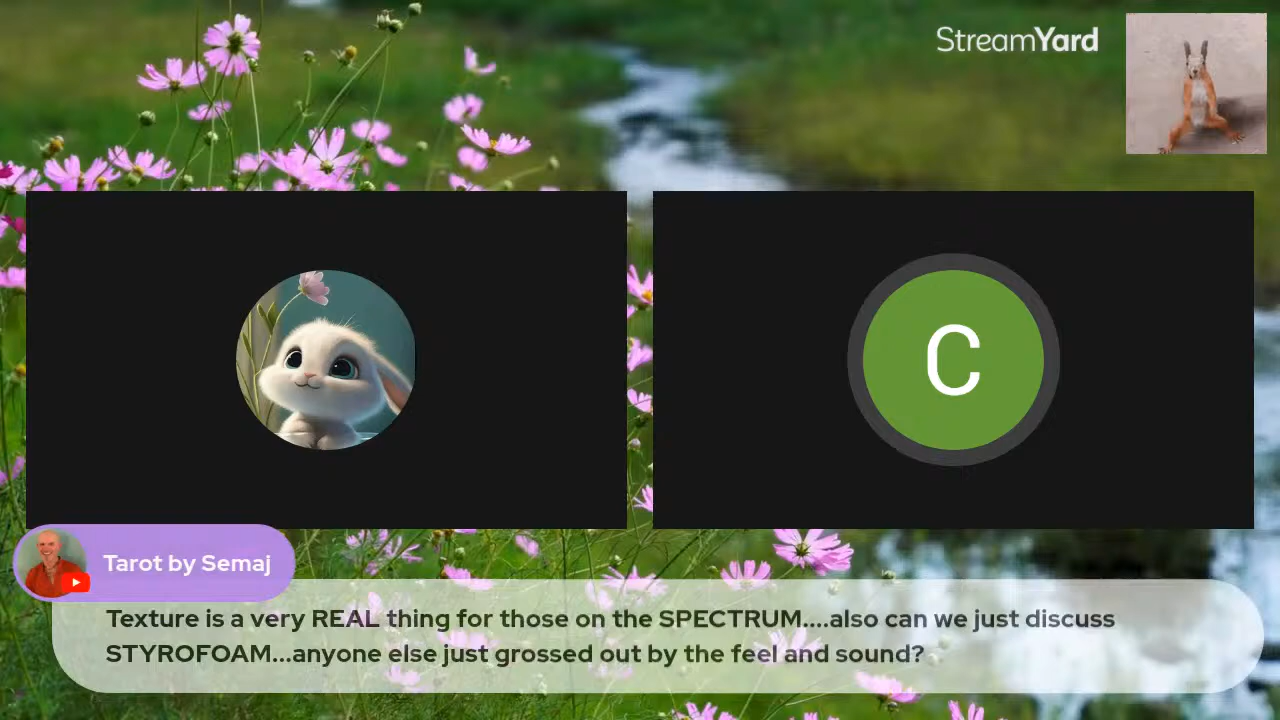 StreamYard
C
Tarot by Semaj
Texture is a very REAL thing for those on the SPECTRUM....also can we just discuss
STYROFOAM...anyone else just grossed out by the feel and sound?